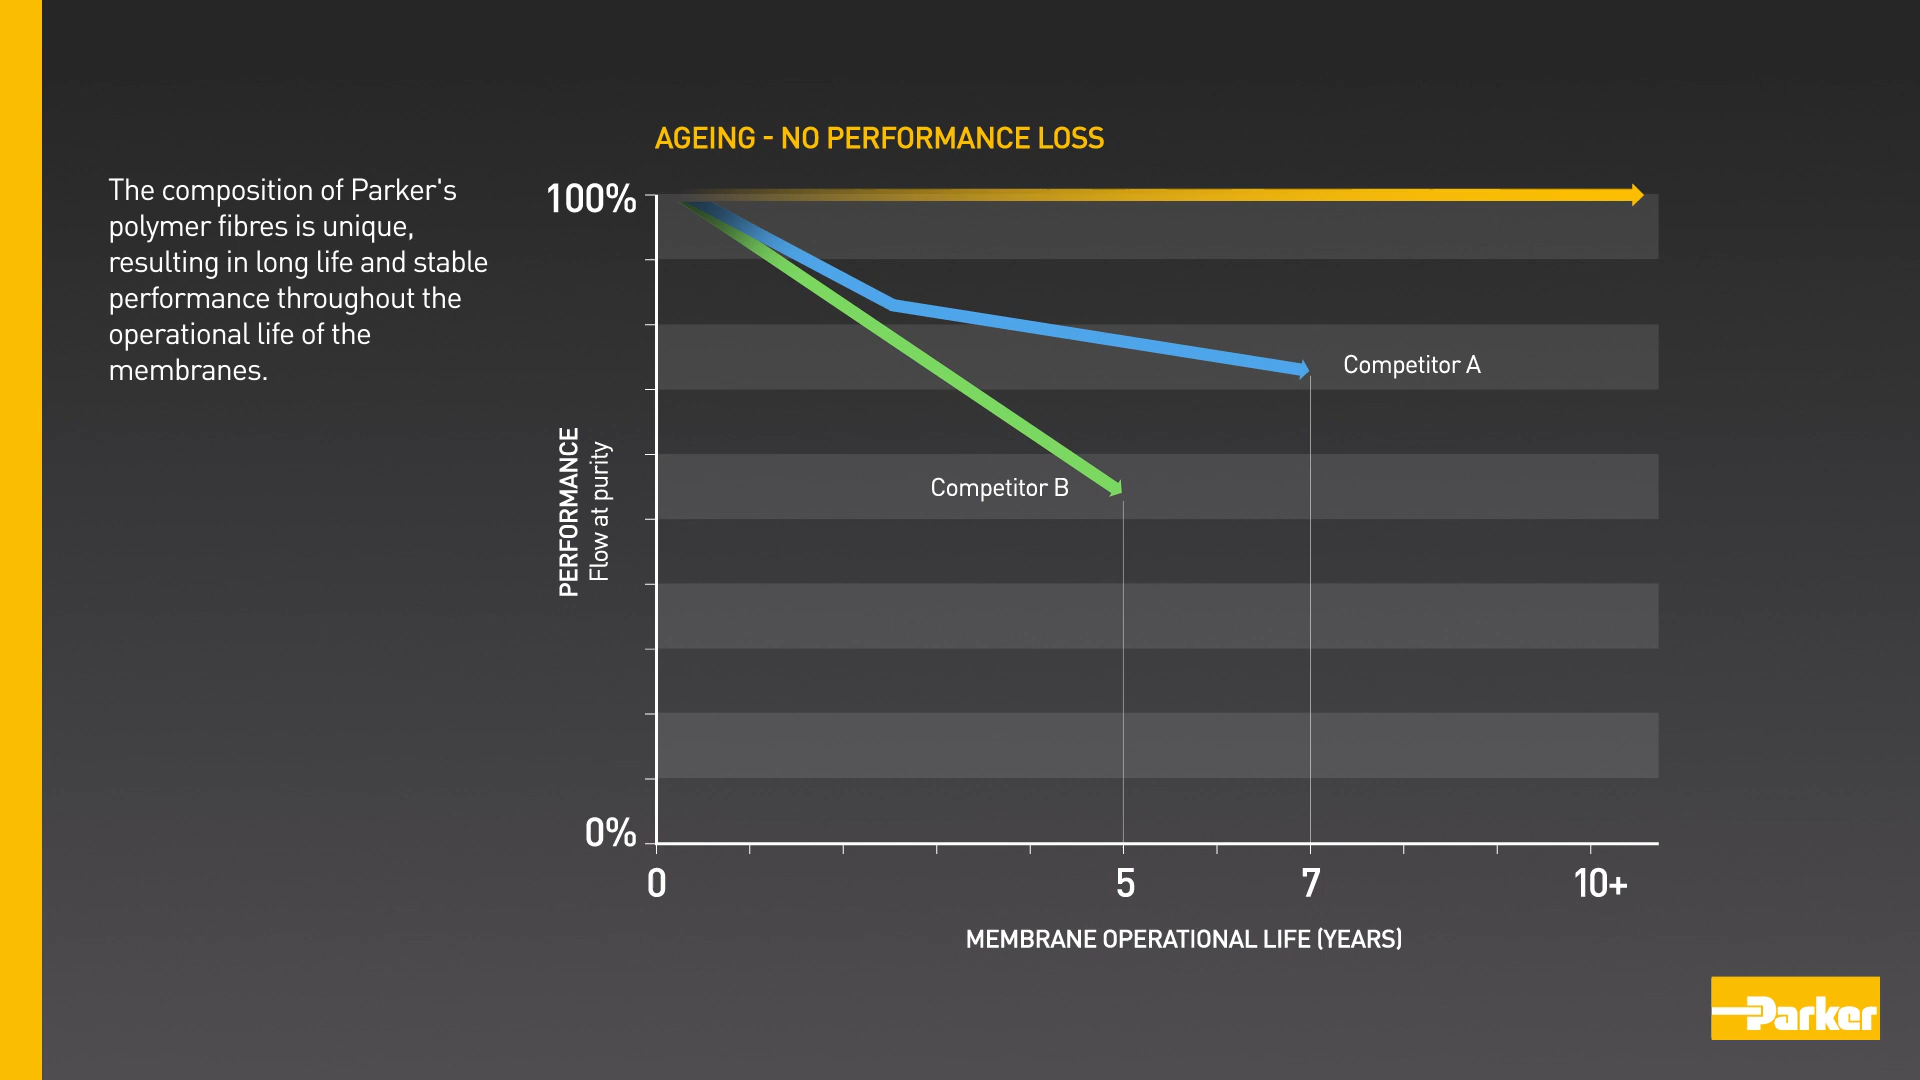 AGEING - NO PERFORMANCE LOSS
The composition of Parker's
polymer fibres is unique,
resulting in long life and stable
performance throughout the
operational life of the
membranes.
100%
Competitor A
Competitor B
PERFORMANCE
Flow at purity
0%
0 5 7 10+
MEMBRANE OPERATIONAL LIFE (YEARS)
Parker